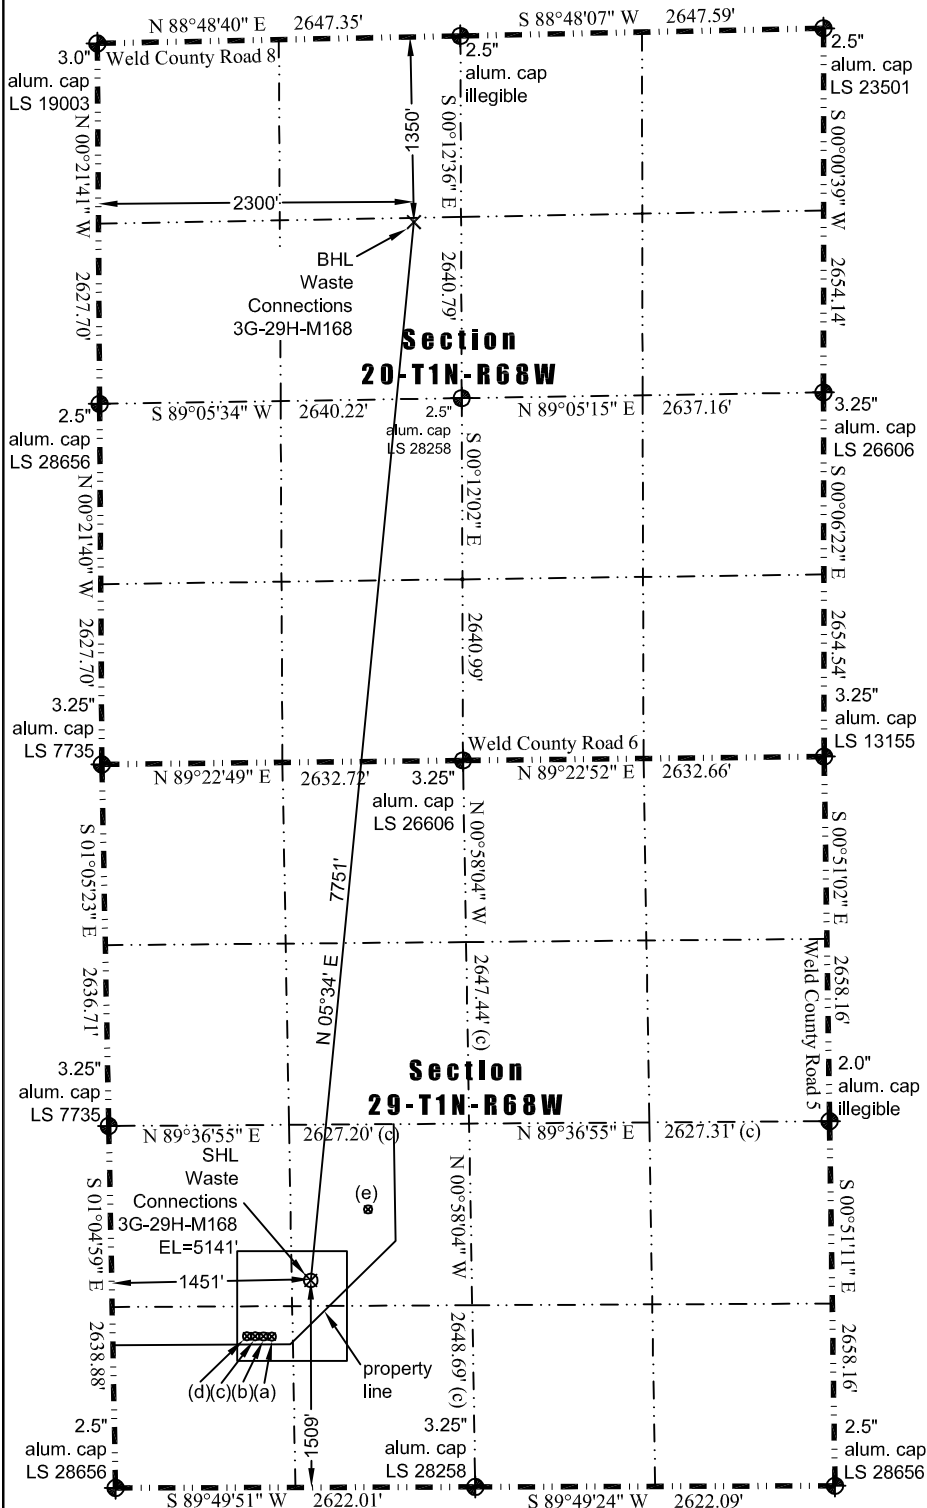 N 88°48'40" E 2647.35'
S 88°48'07" W 2647.59'
3.0"
alum. cap
LS 19003
Weld County Road 8
2.5"
alum. cap
illegible
2.5"
alum. cap
LS 23501
N 00°21'41" W
2627.70'
1350'
S 00°12'36" E
2640.79'
S 00°00'39" W
2654.14'
2300'
BHL
Waste
Connections
3G-29H-M168
Section
20-T1N-R68W
S 89°05'34" W 2640.22'
N 89°05'15" E 2637.16'
2.5"
alum. cap
LS 28656
2.5"
alum. cap
LS 28258
3.25"
alum. cap
LS 26606
N 00°21'40" W
2627.70'
S 00°12'02" E
2640.99'
S 00°06'22" E
2654.54'
3.25"
alum. cap
LS 7735
Weld County Road 6
3.25"
alum. cap
LS 13155
N 89°22'49" E 2632.72'
N 89°22'52" E 2632.66'
3.25"
alum. cap
LS 26606
S 01°05'23" E
2636.71'
N 05°34' E
7751'
N 00°58'04" W
2647.44' (c)
S 00°51'02" E
2658.16'
Weld County Road 5
Section
29-T1N-R68W
3.25"
alum. cap
LS 7735
2.0"
alum. cap
illegible
N 89°36'55" E 2627.20' (c)
N 89°36'55" E 2627.31' (c)
SHL
Waste
Connections
3G-29H-M168
EL=5141'
(e)
S 01°04'59" E
2638.88'
N 00°58'04" W
2648.69' (c)
S 00°51'11" E
2658.16'
1451'
(d)(c)(b)(a)
property
line
1509'
2.5"
alum. cap
LS 28656
3.25"
alum. cap
LS 28258
2.5"
alum. cap
LS 28656
S 89°49'51" W 2622.01'
S 89°49'24" W 2622.09'